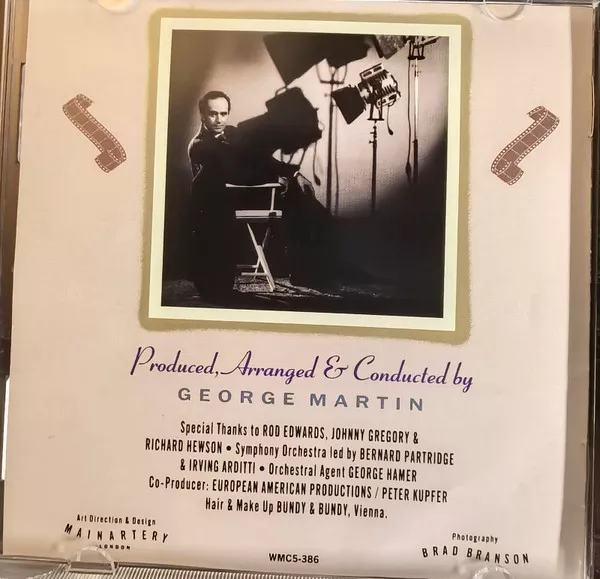 Produced, Arranged & Conducted by
GEORGE MARTIN
Special Thanks to ROD EDWARDS, JOHNNY GREGORY &
RICHARD HEWSON • Symphony Orchestra led by BERNARD PARTRIDGE
& IRVING ARDITTI • Orchestral Agent GEORGE HAMER
Co-Producer: EUROPEAN AMERICAN PRODUCTIONS / PETER KUPFER
Hair & Make Up BUNDY & BUNDY, Vienna.
Art Direction & Design
MAINARTERY
LONDON
WMC5-386
Photography
BRAD BRANSON